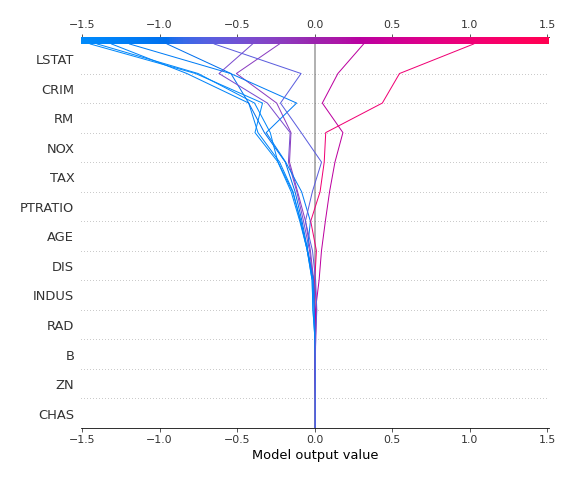 −1.5 −1.0 −0.5 0.0 0.5 1.0 1.5
LSTAT
CRIM
RM
NOX
TAX
PTRATIO
AGE
DIS
INDUS
RAD
B
ZN
CHAS
−1.5 −1.0 −0.5 0.0 0.5 1.0 1.5
Model output value